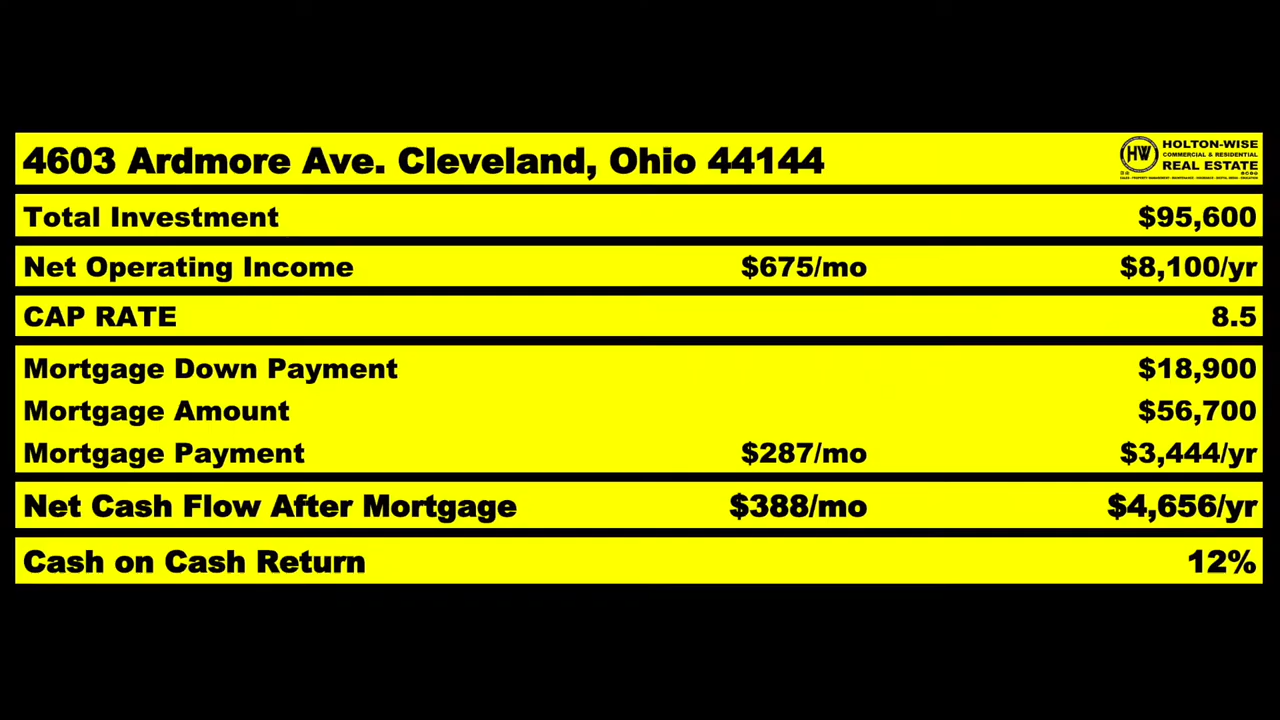 4603 Ardmore Ave. Cleveland, Ohio 44144
HW
HOLTON-WISE
COMMERCIAL & RESIDENTIAL
REAL ESTATE
Total Investment $95,600
Net Operating Income $675/mo $8,100/yr
CAP RATE 8.5
Mortgage Down Payment $18,900
Mortgage Amount $56,700
Mortgage Payment $287/mo $3,444/yr
Net Cash Flow After Mortgage $388/mo $4,656/yr
Cash on Cash Return 12%